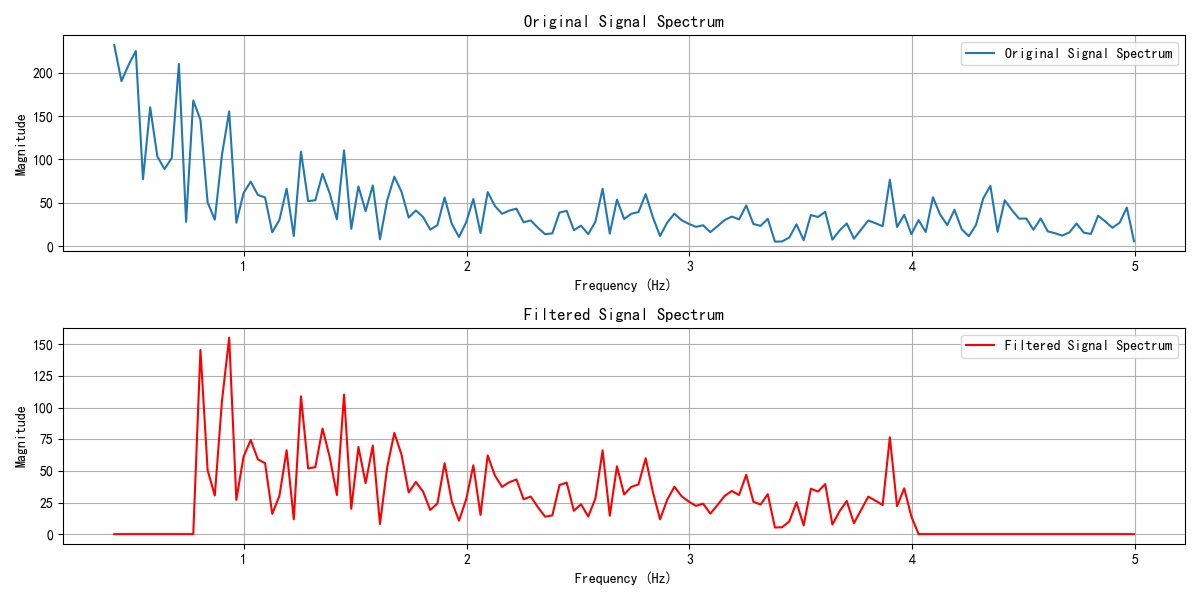 Original Signal Spectrum
Original Signal Spectrum
Magnitude
200
150
100
50
0
1 2 3 4 5
Frequency (Hz)
Filtered Signal Spectrum
Filtered Signal Spectrum
Magnitude
150
125
100
75
50
25
0
1 2 3 4 5
Frequency (Hz)